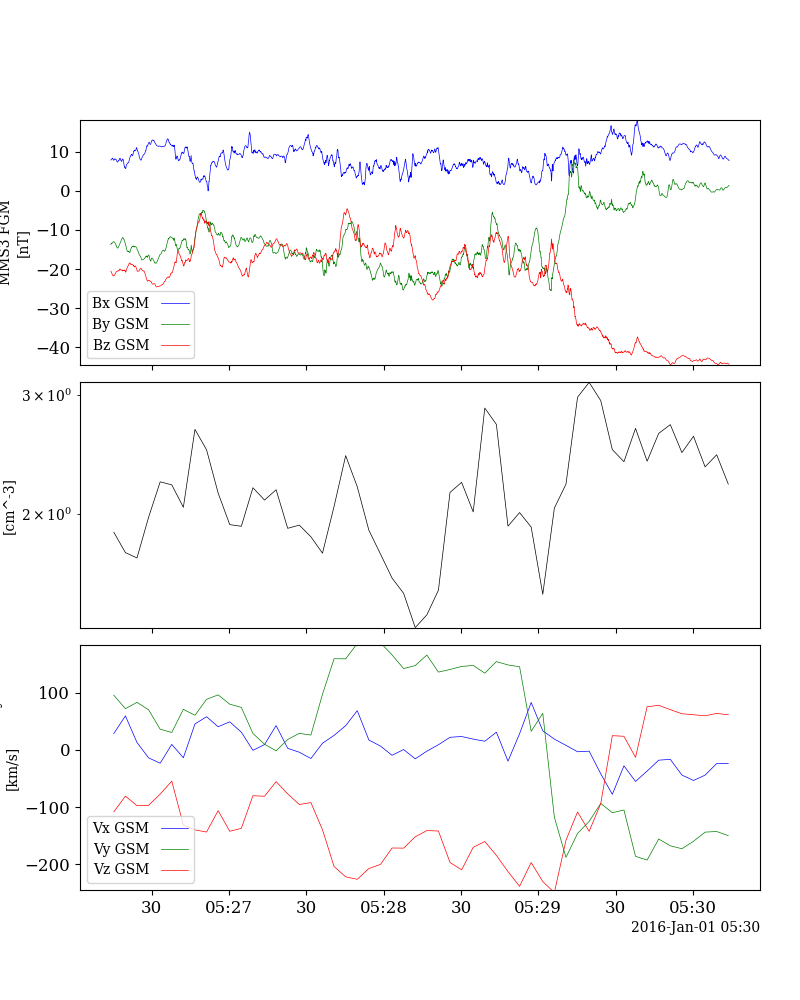 10
0
−10
−20
−30
−40
MMS3 FGM
[nT]
Bx GSM
By GSM
Bz GSM
3 × 10⁰
2 × 10⁰
[cm^-3]
100
0
−100
−200
[km/s]
Vx GSM
Vy GSM
Vz GSM
30 05:27 30 05:28 30 05:29 30 05:30
2016-Jan-01 05:30